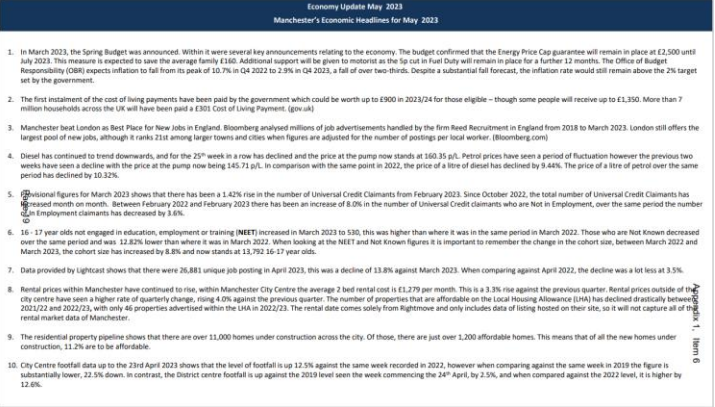 Economy Update May 2023
Manchester's Economic Headlines for May 2023
1. In March 2023, the Spring Budget was announced. Within it were several key announcements relating to the economy. The budget confirmed that the Energy Price Cap guarantee will remain in place at £2,500 until
July 2023. This measure is expected to save the average family £160. Additional support will be given to motorist as the 5p cut in Fuel Duty will remain in place for a further 12 months. The Office of Budget
Responsibility (OBR) expects inflation to fall from its peak of 10.7% in Q4 2022 to 2.9% in Q4 2023, a fall of over two-thirds. Despite a substantial fall forecast, the inflation rate would still remain above the 2% target
set by the government.
2. The first instalment of the cost of living payments have been paid by the government which could be worth up to £900 in 2023/24 for those eligible – though some people will receive up to £1,350. More than 7
million households across the UK will have been paid a £301 Cost of Living Payment. (gov.uk)
3. Manchester beat London as Best Place for New Jobs in England. Bloomberg analysed millions of job advertisements handled by the firm Reed Recruitment in England from 2018 to March 2023. London still offers the
largest pool of new jobs, although it ranks 21st among larger towns and cities when figures are adjusted for the number of postings per local worker. (Bloomberg.com)
4. Diesel has continued to trend downwards, and for the 25th week in a row has declined and the price at the pump now stands at 160.35 p/L. Petrol prices have seen a period of fluctuation however the previous two
weeks have seen a decline with the price at the pump now being 145.71 p/L. In comparison with the same point in 2022, the price of a litre of diesel has declined by 9.44%. The price of a litre of petrol over the same
period has declined by 10.32%.
5. Provisional figures for March 2023 shows that there has been a 1.42% rise in the number of Universal Credit Claimants from February 2023. Since October 2022, the total number of Universal Credit Claimants has
increased month on month. Between February 2022 and February 2023 there has been an increase of 8.0% in the number of Universal Credit claimants who are Not in Employment, over the same period the number
of In Employment claimants has decreased by 3.6%.
Page 19
6. 16 - 17 year olds not engaged in education, employment or training (NEET) increased in March 2023 to 530, this was higher than where it was in the same period in March 2022. Those who are Not Known decreased
over the same period and was 12.82% lower than where it was in March 2022. When looking at the NEET and Not Known figures it is important to remember the change in the cohort size, between March 2022 and
March 2023, the cohort size has increased by 8.8% and now stands at 13,792 16-17 year olds.
7. Data provided by Lightcast shows that there were 26,881 unique job posting in April 2023, this was a decline of 13.8% against March 2023. When comparing against April 2022, the decline was a lot less at 3.5%.
8. Rental prices within Manchester have continued to rise, within Manchester City Centre the average 2 bed rental cost is £1,279 per month. This is a 3.3% rise against the previous quarter. Rental prices outside of the
city centre have seen a higher rate of quarterly change, rising 4.0% against the previous quarter. The number of properties that are affordable on the Local Housing Allowance (LHA) has declined drastically between
2021/22 and 2022/23, with only 46 properties advertised within the LHA in 2022/23. The rental data comes solely from Rightmove and only includes data of listing hosted on their site, so it will not capture all of the
rental market data of Manchester.
9. The residential property pipeline shows that there are over 11,000 homes under construction across the city. Of those, there are just over 1,200 affordable homes. This means that of all the new homes under
construction, 11.2% are to be affordable.
10. City Centre footfall data up to the 23rd April 2023 shows that the level of footfall is up 12.5% against the same week recorded in 2022, however when comparing against the same week in 2019 the figure is
substantially lower, 22.5% down. In contrast, the District centre footfall is up against the 2019 level seen the week commencing the 24th April, by 2.5%, and when compared against the 2022 level, it is higher by
12.6%.
Appendix 1, Item 6